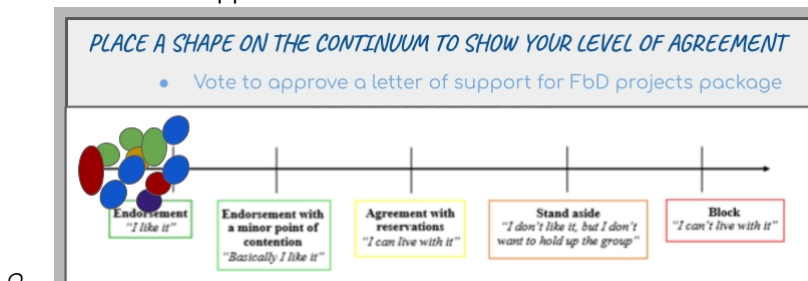 PLACE A SHAPE ON THE CONTINUUM TO SHOW YOUR LEVEL OF AGREEMENT
• Vote to approve a letter of support for FbD projects package
Endorsement
"I like it"
Endorsement with
a minor point of
contention
"Basically I like it"
Agreement with
reservations
"I can live with it"
Stand aside
"I don't like it, but I don't
want to hold up the group"
Block
"I can't live with it"